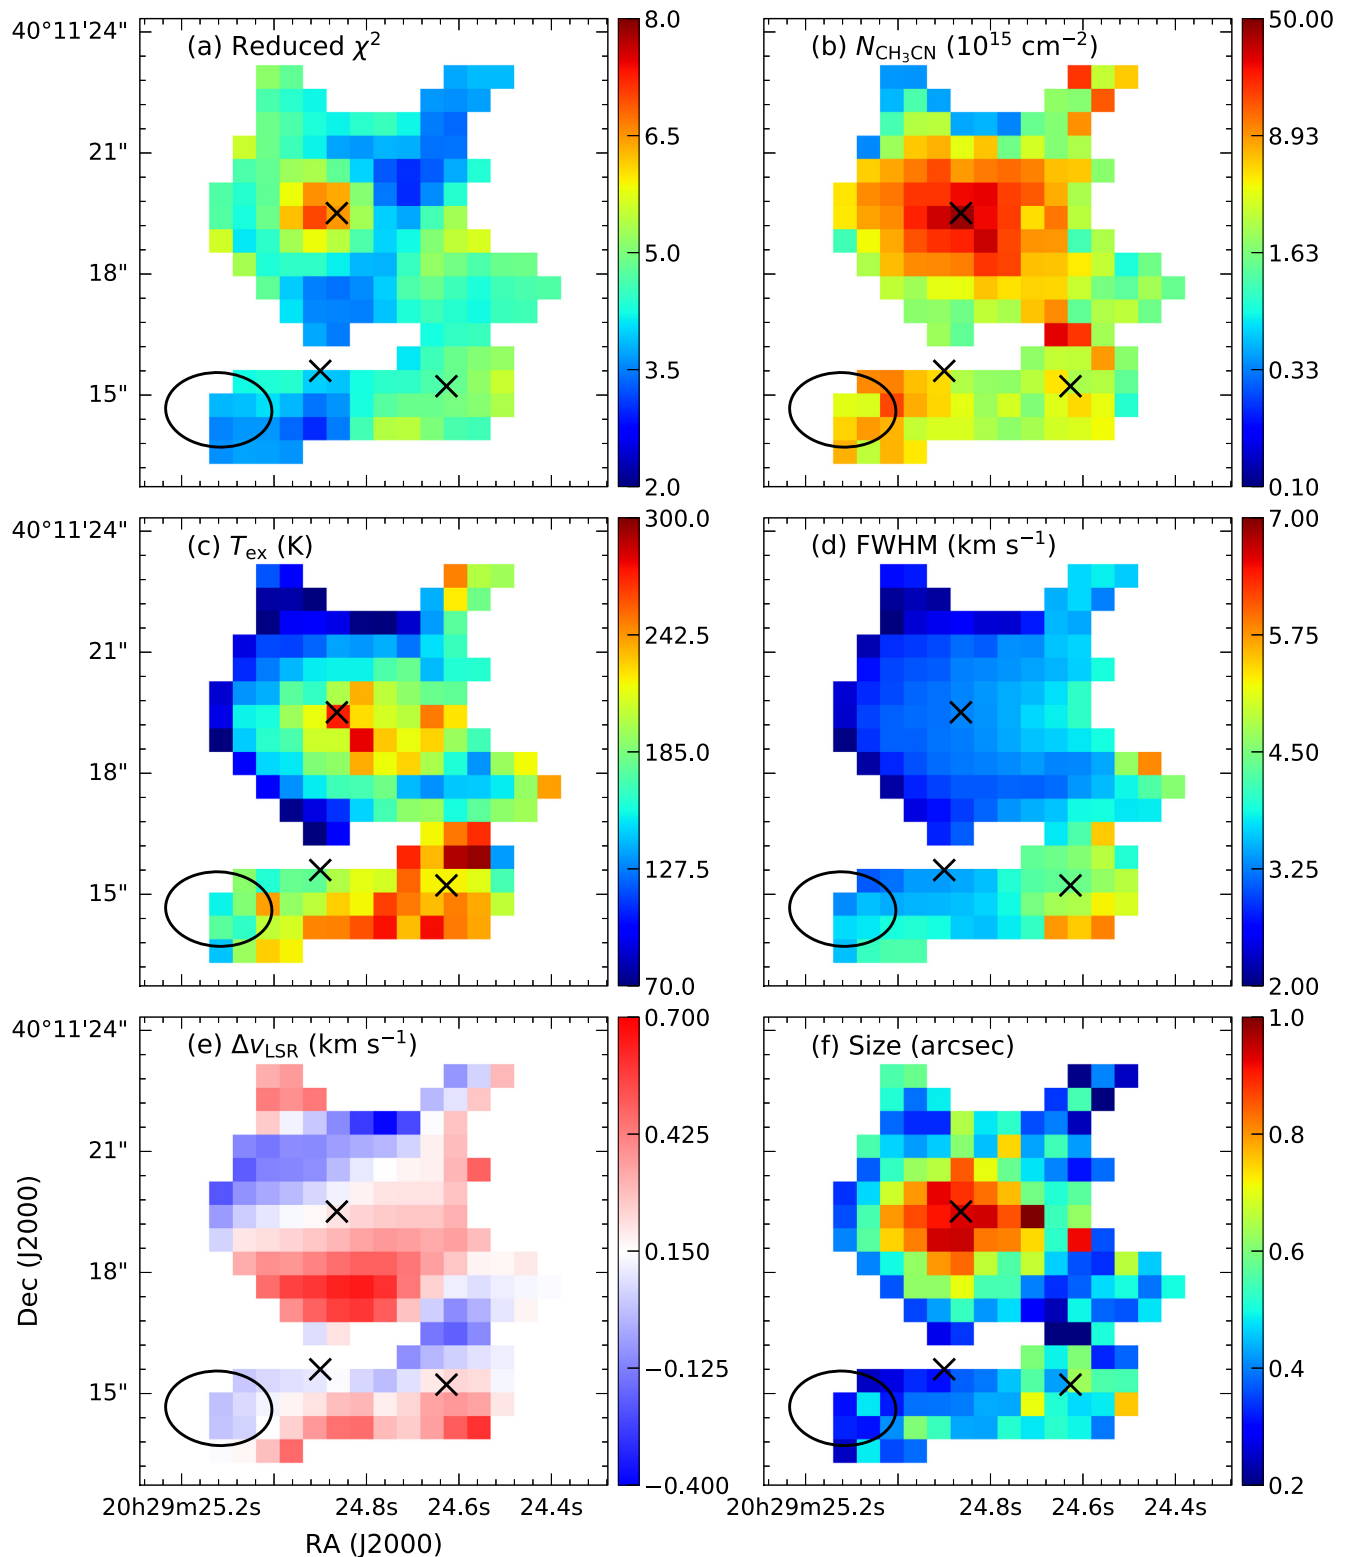 (a) Reduced χ²
40°11'24"
21"
18"
15"
8.0
6.5
5.0
3.5
2.0
(b) N_CH₃CN (10¹⁵ cm⁻²)
50.00
8.93
1.63
0.33
0.10
(c) T_ex (K)
40°11'24"
21"
18"
15"
300.0
242.5
185.0
127.5
70.0
(d) FWHM (km s⁻¹)
7.00
5.75
4.50
3.25
2.00
(e) Δv_LSR (km s⁻¹)
40°11'24"
21"
18"
15"
Dec (J2000)
20h29m25.2s
24.8s
24.6s
24.4s
RA (J2000)
0.700
0.425
0.150
−0.125
−0.400
(f) Size (arcsec)
20h29m25.2s
24.8s
24.6s
24.4s
1.0
0.8
0.6
0.4
0.2